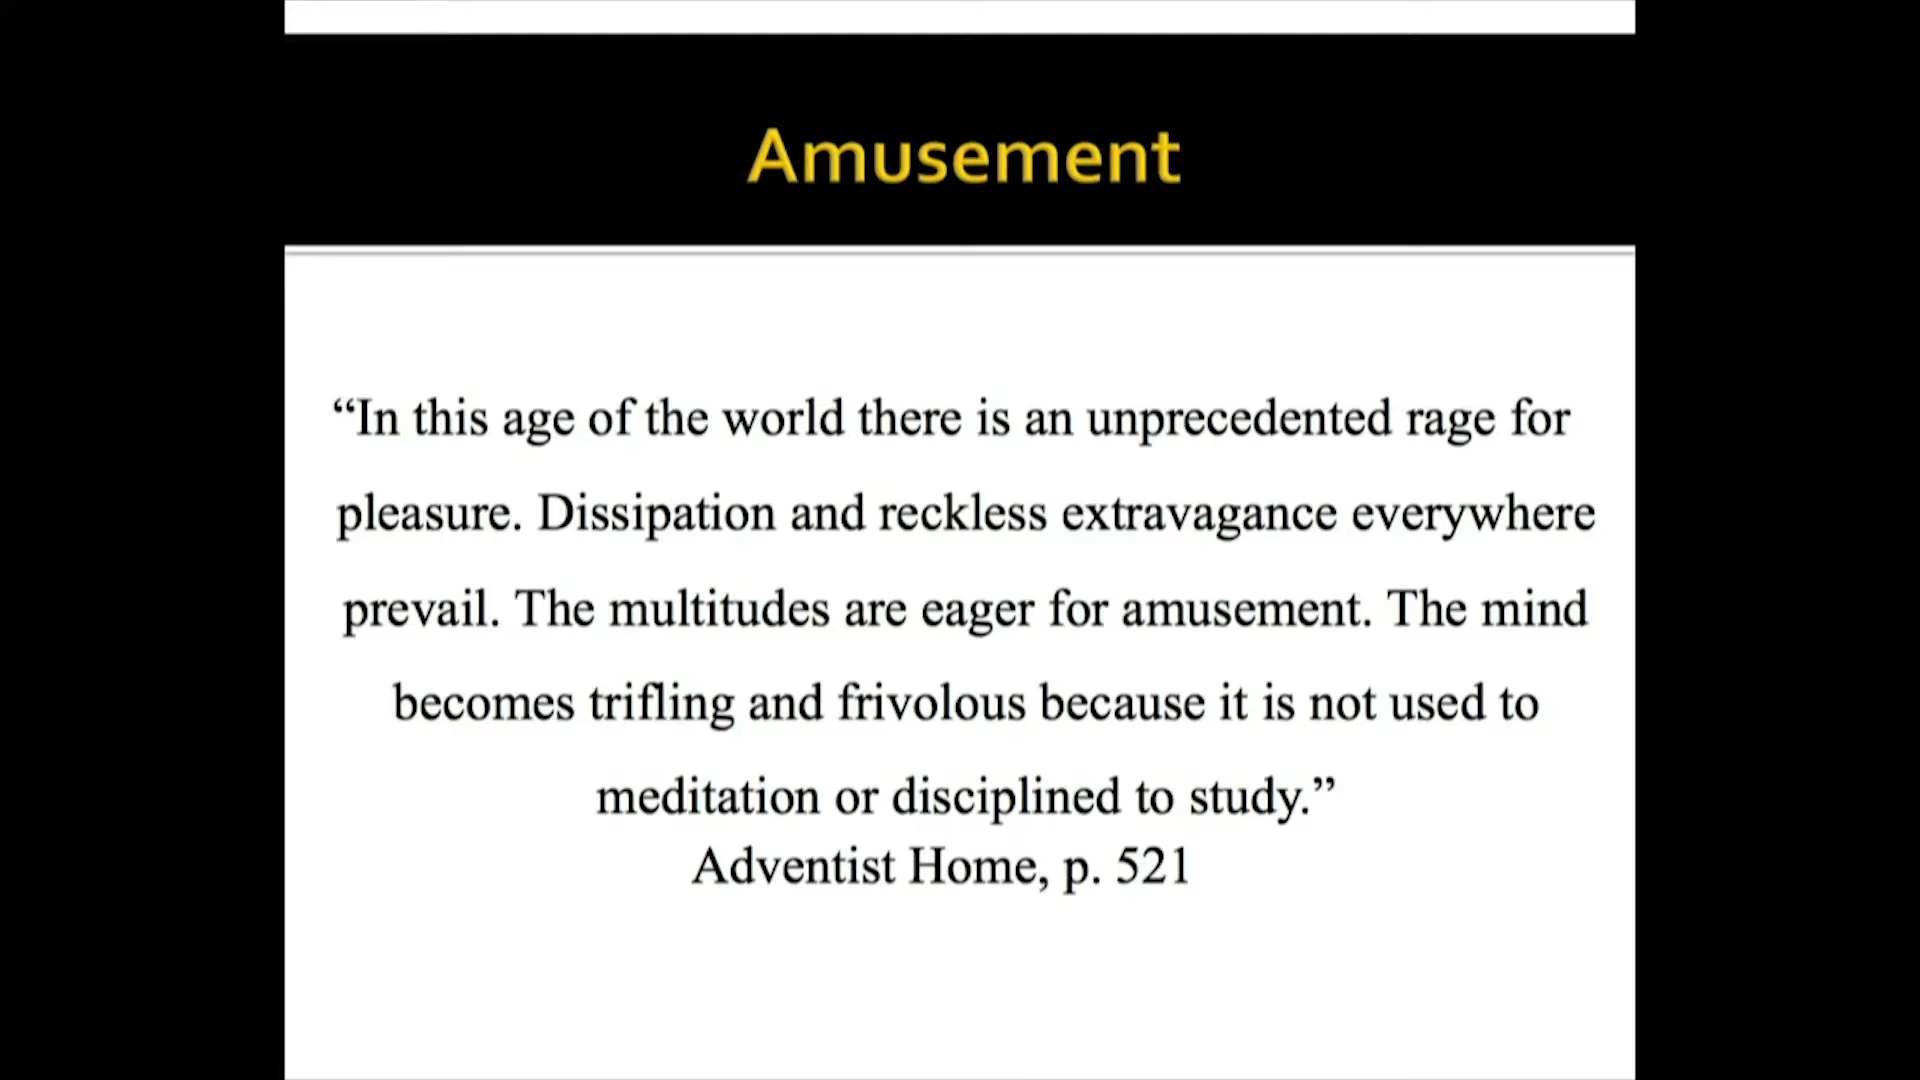 Amusement
“In this age of the world there is an unprecedented rage for
pleasure. Dissipation and reckless extravagance everywhere
prevail. The multitudes are eager for amusement. The mind
becomes trifling and frivolous because it is not used to
meditation or disciplined to study.”
Adventist Home, p. 521